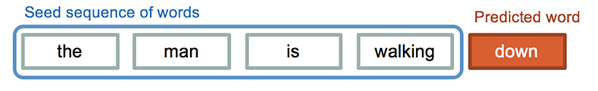 Seed sequence of words
Predicted word
the man is walking down